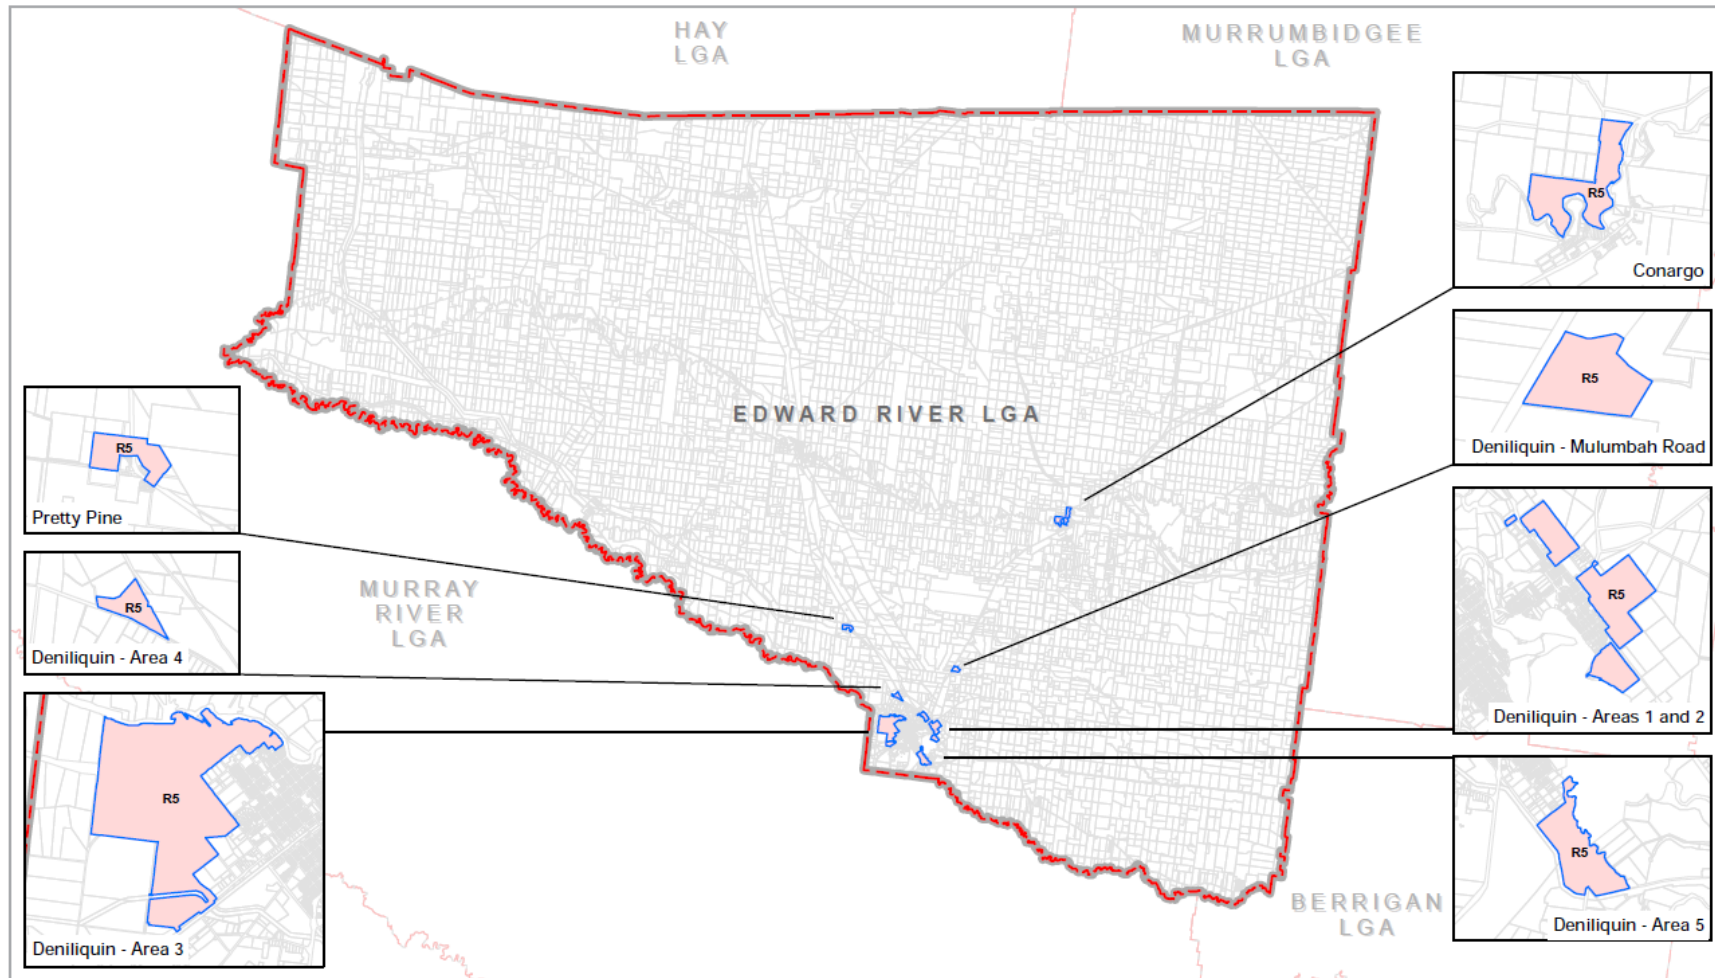 HAY
LGA
MURRUMBIDGEE
LGA
R5
Conargo
R5
Deniliquin - Mulumbah Road
EDWARD RIVER LGA
R5
Pretty Pine
R5
Deniliquin - Areas 1 and 2
MURRAY
RIVER
LGA
R5
Deniliquin - Area 4
R5
Deniliquin - Area 3
R5
Deniliquin - Area 5
BERRIGAN
LGA